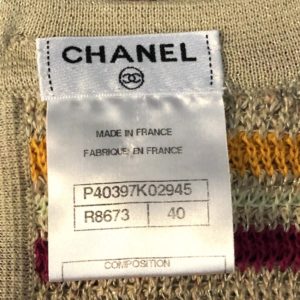 CHANEL
MADE IN FRANCE
FABRIQUE EN FRANCE
P40397K02945
R8673 40
COMPOSITION